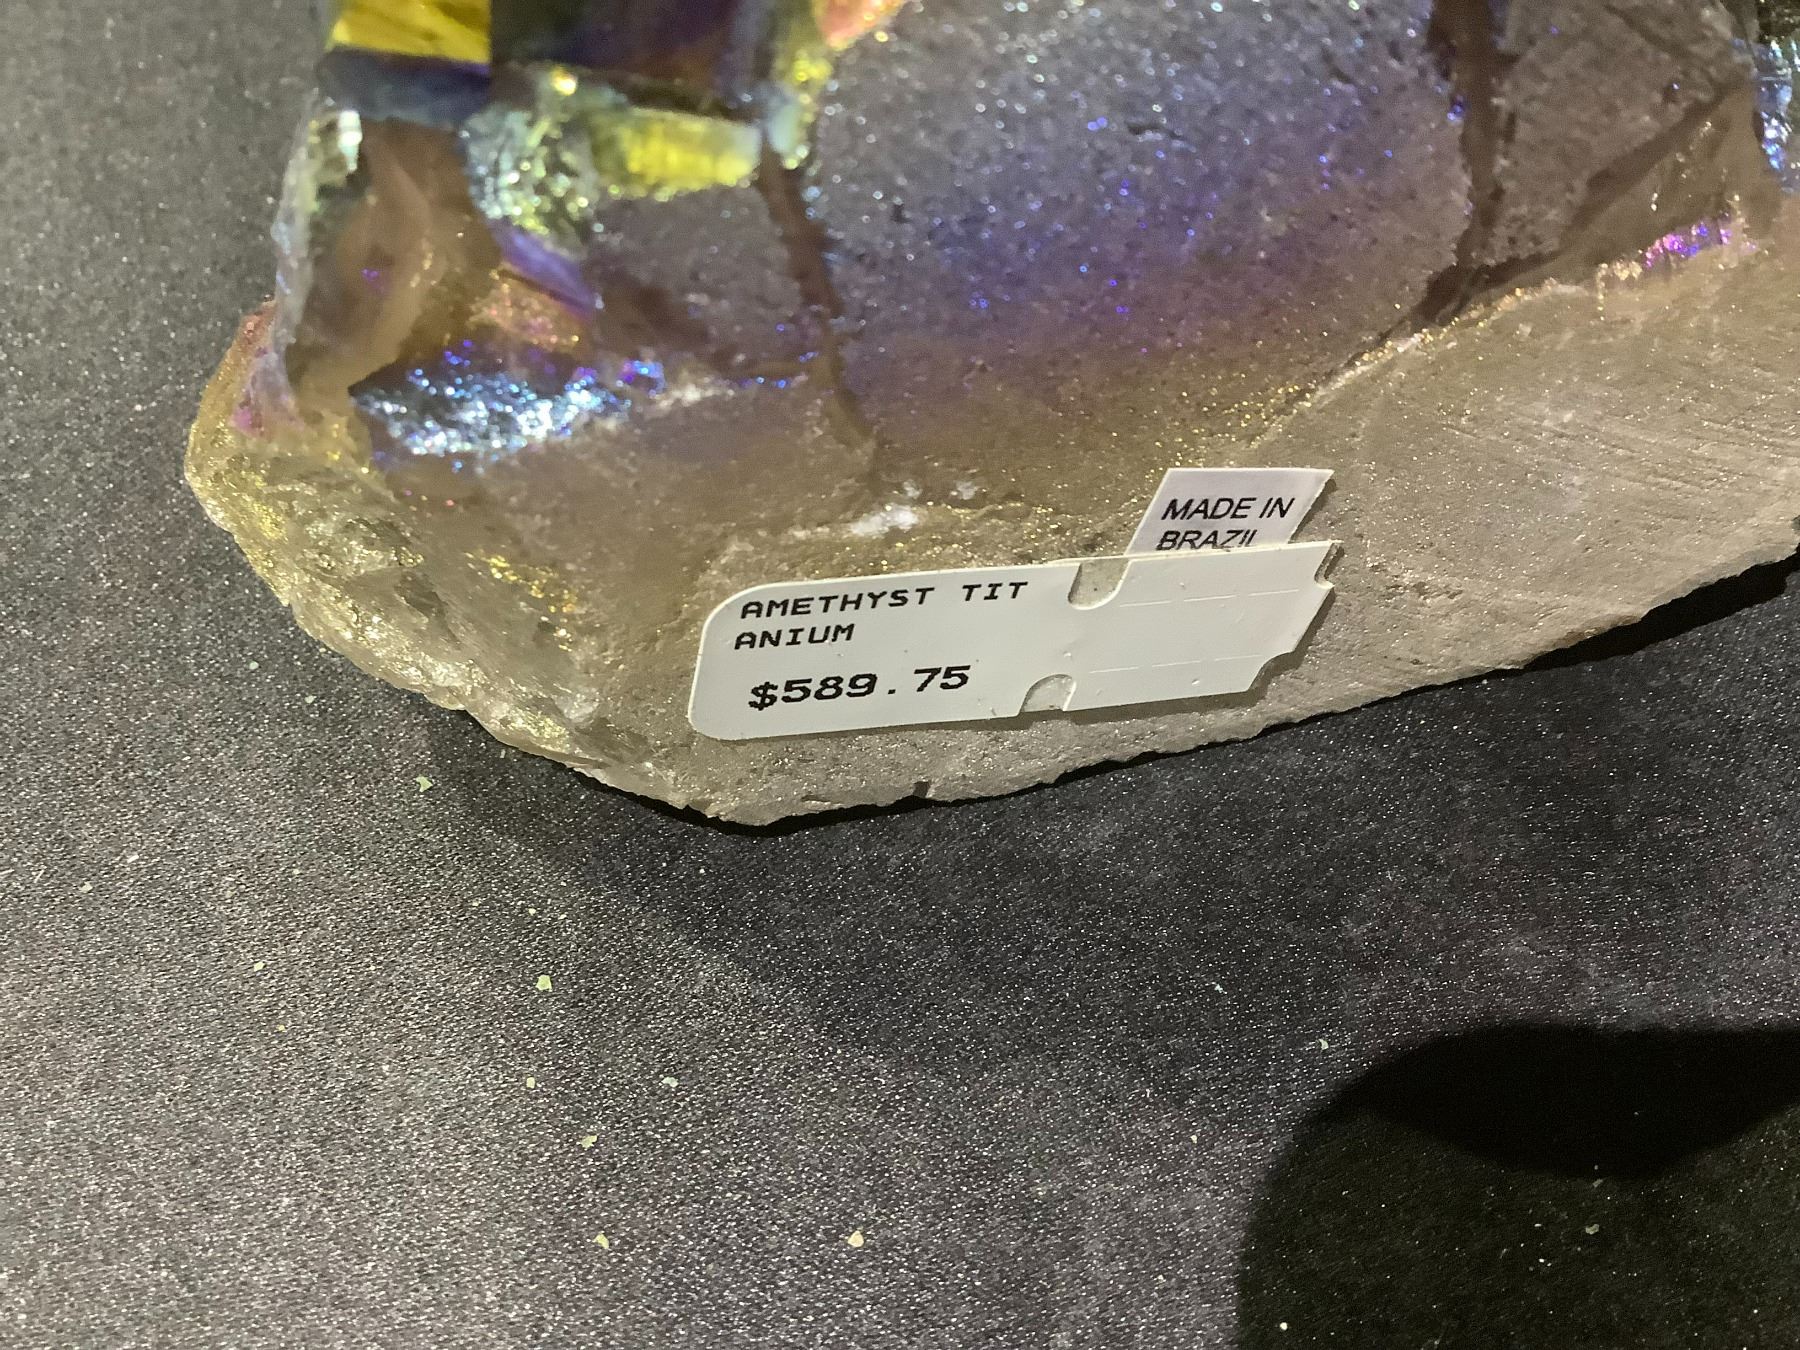 MADE IN
BRAZIL
AMETHYST TIT
ANIUM
$589.75